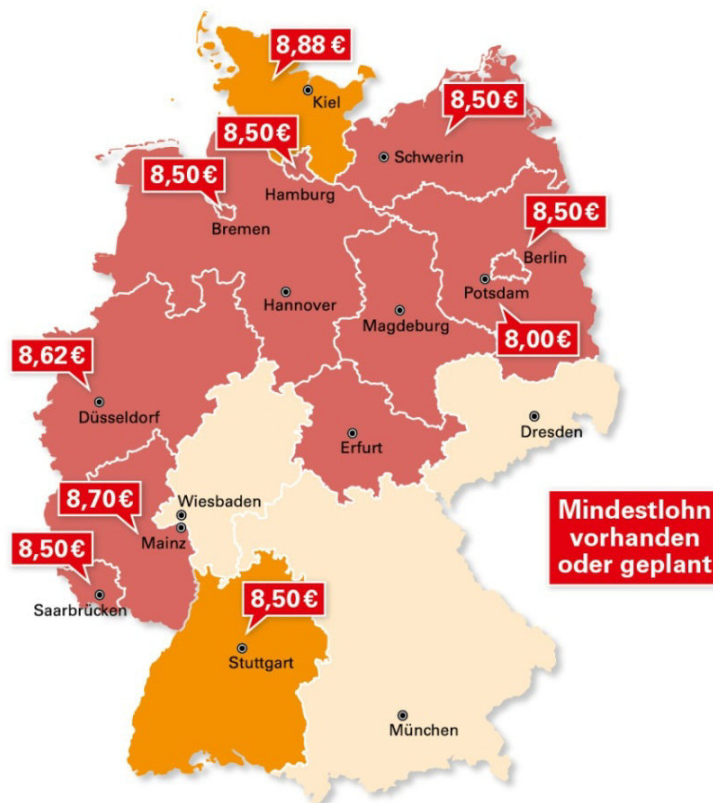 8,88 €
Kiel
8,50 €
Schwerin
8,50 €
Hamburg
8,50 €
Bremen
8,50 €
Berlin
Potsdam
8,00 €
Hannover
Magdeburg
8,62 €
Düsseldorf
Erfurt
Dresden
8,70 €
Wiesbaden
Mainz
8,50 €
Saarbrücken
Mindestlohn
vorhanden
oder geplant
8,50 €
Stuttgart
München